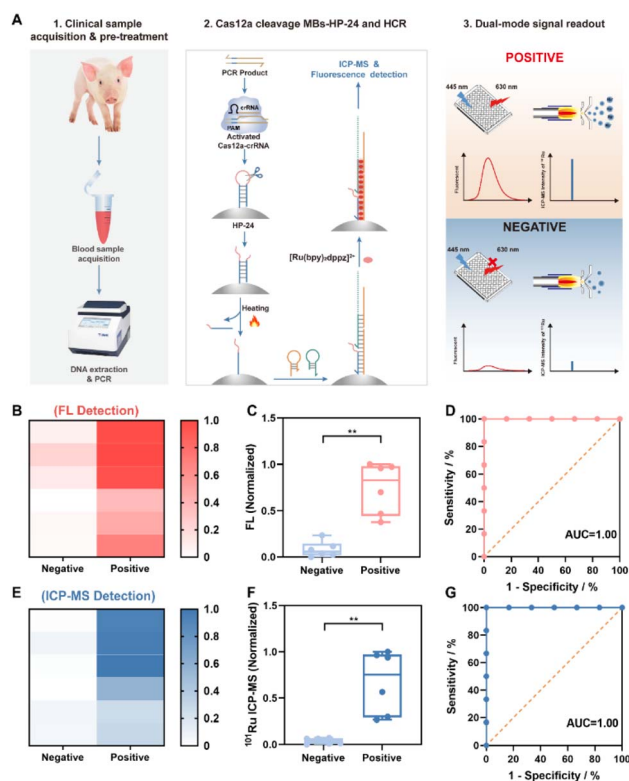 A
1. Clinical sample
acquisition & pre-treatment
Blood sample
acquisition
DNA extraction
& PCR
2. Cas12a cleavage MBs-HP-24 and HCR
PCR Product
crRNA
PAM
Activated
Cas12a-crRNA
HP-24
Heating
ICP-MS &
Fluorescence detection
[Ru(bpy)₂dppz]²⁺
3. Dual-mode signal readout
POSITIVE
445 nm
630 nm
Fluorescent
ICP-MS Intensity of ¹⁰¹Ru
NEGATIVE
445 nm
630 nm
Fluorescent
ICP-MS Intensity of ¹⁰¹Ru
B
(FL Detection)
1.0
0.8
0.6
0.4
0.2
0
Negative
Positive
C
FL (Normalized)
1.5
1.0
0.5
0.0
**
Negative
Positive
D
Sensitivity / %
100
80
60
40
20
0
0 20 40 60 80 100
1 - Specificity / %
AUC=1.00
E
(ICP-MS Detection)
1.0
0.8
0.6
0.4
0.2
0
Negative
Positive
F
¹⁰¹Ru ICP-MS (Normalized)
1.5
1.0
0.5
0.0
**
Negative
Positive
G
Sensitivity / %
100
80
60
40
20
0
0 20 40 60 80 100
1 - Specificity / %
AUC=1.00